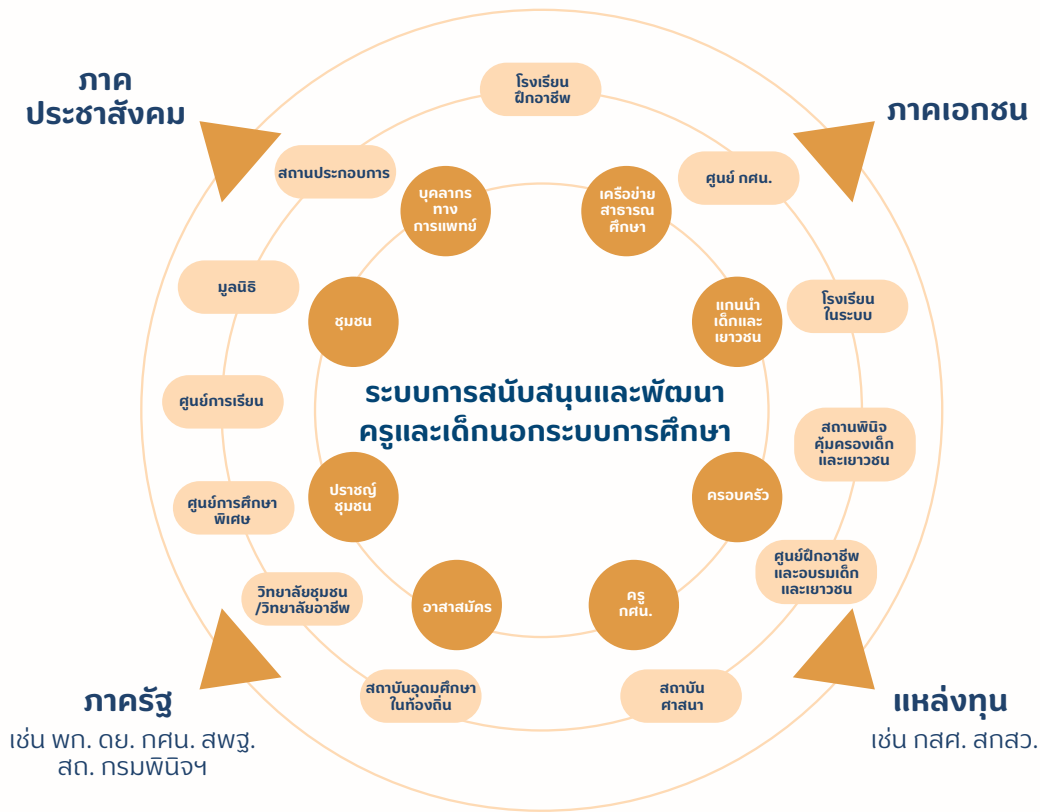 ภาค
ประชาสังคม
ภาคเอกชน
โรงเรียน
ฝึกอาชีพ
สถานประกอบการ
ศูนย์ กศน.
บุคลากร
ทาง
การแพทย์
เครือข่าย
สาธารณ
ศึกษา
มูลนิธิ
โรงเรียน
ในระบบ
ชุมชน
แกนนำ
เด็กและ
เยาวชน
ระบบการสนับสนุนและพัฒนา
ครูและเด็กนอกระบบการศึกษา
ศูนย์การเรียน
สถานพินิจ
คุ้มครองเด็ก
และเยาวชน
ปราชญ์
ชุมชน
ครอบครัว
ศูนย์การศึกษา
พิเศษ
ศูนย์ฝึกอาชีพ
และอบรมเด็ก
และเยาวชน
วิทยาลัยชุมชน
/วิทยาลัยอาชีพ
อาสาสมัคร
ครู
กศน.
สถาบันอุดมศึกษา
ในท้องถิ่น
สถาบัน
ศาสนา
ภาครัฐ
เช่น พก. ดย. กศน. สพฐ.
สถ. กรมพินิจฯ
แหล่งทุน
เช่น กสศ. สกสว.